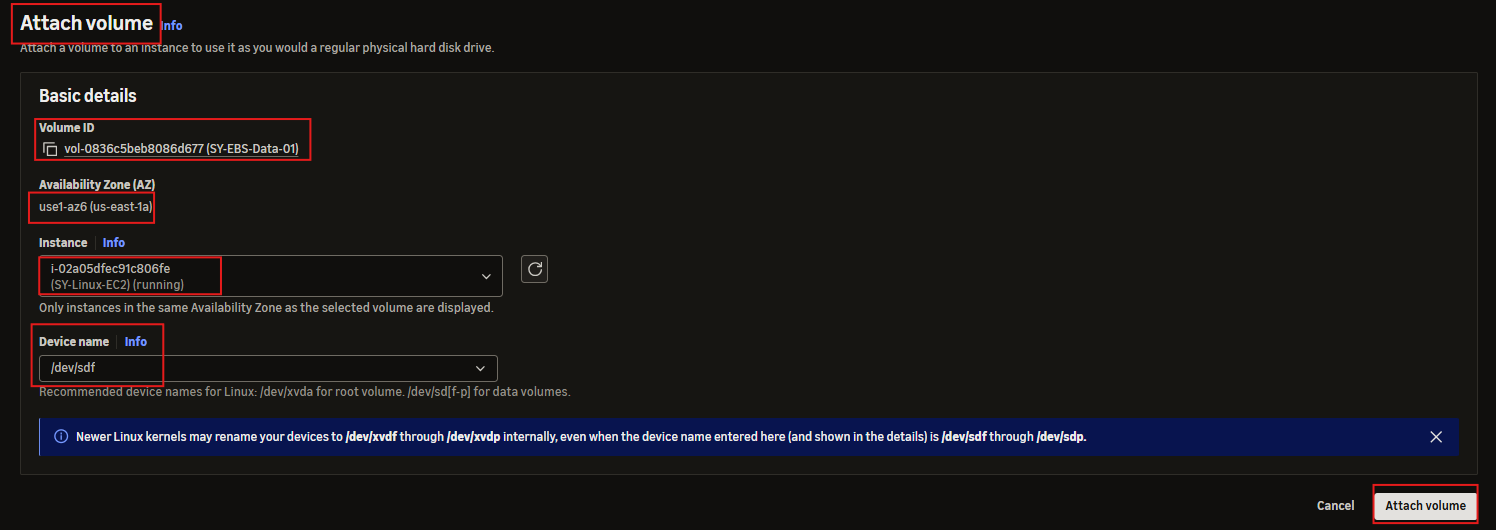 Attach volume Info
Attach a volume to an instance to use it as you would a regular physical hard disk drive.
Basic details
Volume ID
vol-0836c5beb8086d677 (SY-EBS-Data-01)
Availability Zone (AZ)
use1-az6 (us-east-1a)
Instance Info
i-02a05dfec91c806fe
(SY-Linux-EC2) (running)
Only instances in the same Availability Zone as the selected volume are displayed.
Device name Info
/dev/sdf
Recommended device names for Linux: /dev/xvda for root volume. /dev/sd[f-p] for data volumes.
Newer Linux kernels may rename your devices to /dev/xvdf through /dev/xvdp internally, even when the device name entered here (and shown in the details) is /dev/sdf through /dev/sdp.
Cancel Attach volume